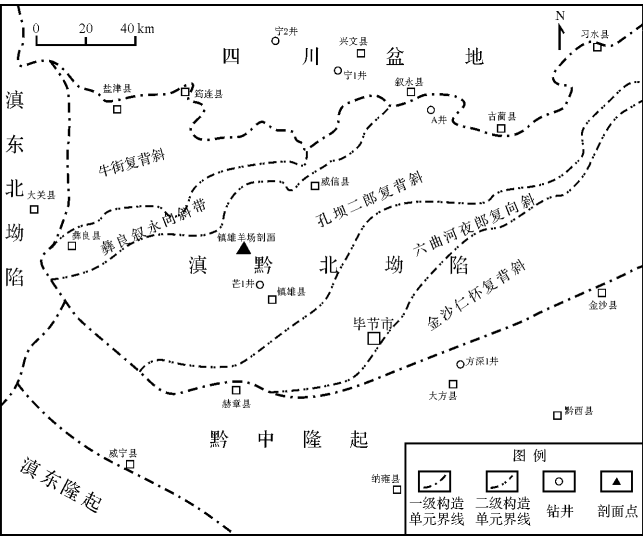 0 20 40 km
宁2井
兴文县
N
习水县
四川盆地
宁1井
盐津县
筠连县
叙永县
A井
古蔺县
滇东北坳陷
牛街复背斜
威信县
大关县
孔坝二郎复背斜
彝良县
彝良叙永向斜带
镇雄羊场剖面
六曲河夜郎复向斜
滇黔北坳陷
芒1井
镇雄县
金沙仁怀复背斜
金沙县
毕节市
方深1井
大方县
赫章县
黔西县
黔中隆起
威宁县
纳雍县
滇东隆起
图例
一级构造
单元界线
二级构造
单元界线
钻井
剖面点